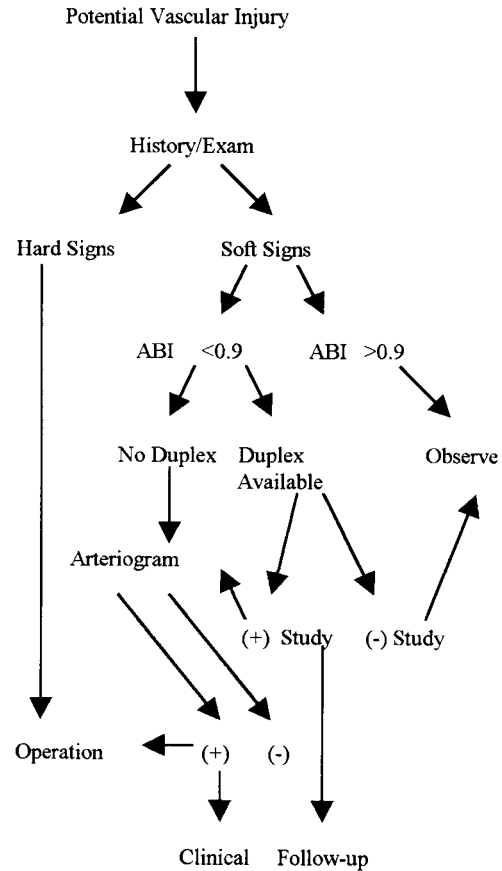 Potential Vascular Injury
History/Exam
Hard Signs
Soft Signs
ABI <0.9
ABI >0.9
No Duplex
Duplex
Available
Observe
Arteriogram
(+) Study
(-) Study
Operation
(+)
(-)
Clinical
Follow-up